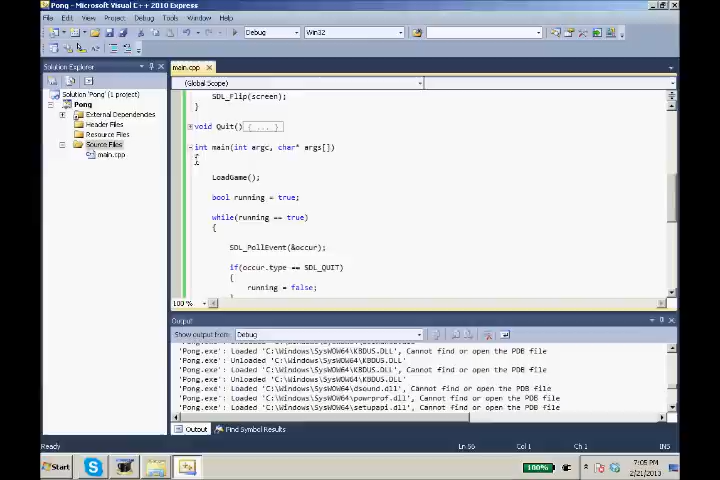 Pong - Microsoft Visual C++ 2010 Express
File Edit View Project Debug Tools Window Help
Debug Win32
Solution Explorer
main.cpp
(Global Scope)
Solution 'Pong' (1 project)
Pong
External Dependencies
Header Files
Resource Files
Source Files
main.cpp
SDL_Flip(screen);
}
void Quit(){ ... }
int main(int argc, char* args[])
{
LoadGame();
bool running = true;
while(running == true)
{
SDL_PollEvent(&occur);
if(occur.type == SDL_QUIT)
{
running = false;
100 %
Output
Show output from: Debug
'Pong.exe': Loaded 'C:\Windows\SysWOW64\KBDUS.DLL', Cannot find or open the PDB file
'Pong.exe': Unloaded 'C:\Windows\SysWOW64\KBDUS.DLL'
'Pong.exe': Loaded 'C:\Windows\SysWOW64\KBDUS.DLL', Cannot find or open the PDB file
'Pong.exe': Unloaded 'C:\Windows\SysWOW64\KBDUS.DLL'
'Pong.exe': Loaded 'C:\Windows\SysWOW64\dsound.dll', Cannot find or open the PDB file
'Pong.exe': Loaded 'C:\Windows\SysWOW64\powrprof.dll', Cannot find or open the PDB file
'Pong.exe': Loaded 'C:\Windows\SysWOW64\setupapi.dll', Cannot find or open the PDB file
Output Find Symbol Results
Ready Ln 56 Col 1 Ch 1 INS
Start 100% 7:05 PM
2/21/2013